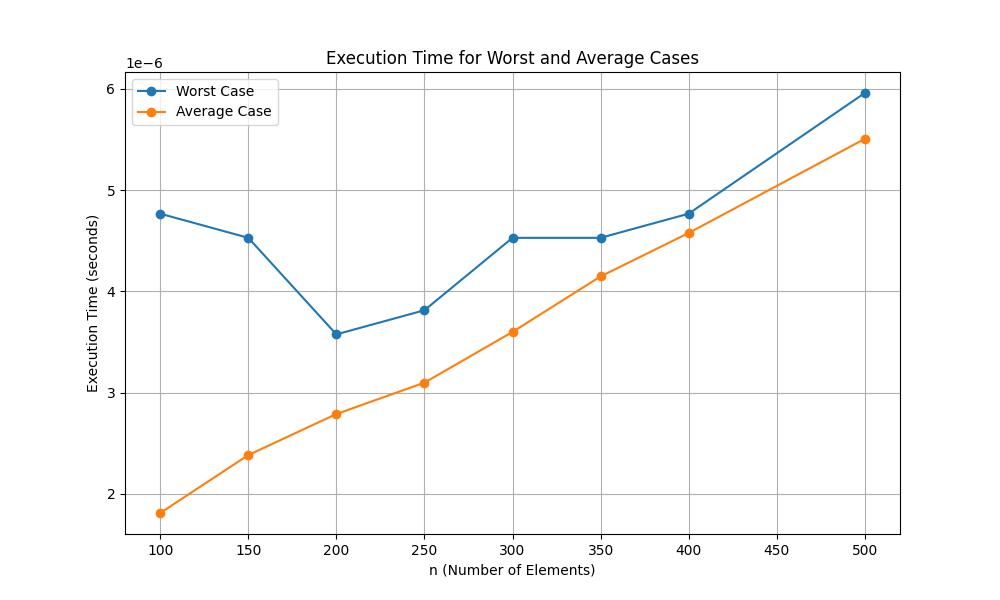 Execution Time for Worst and Average Cases
1e−6
Worst Case
Average Case
6
5
4
3
2
Execution Time (seconds)
100 150 200 250 300 350 400 450 500
n (Number of Elements)